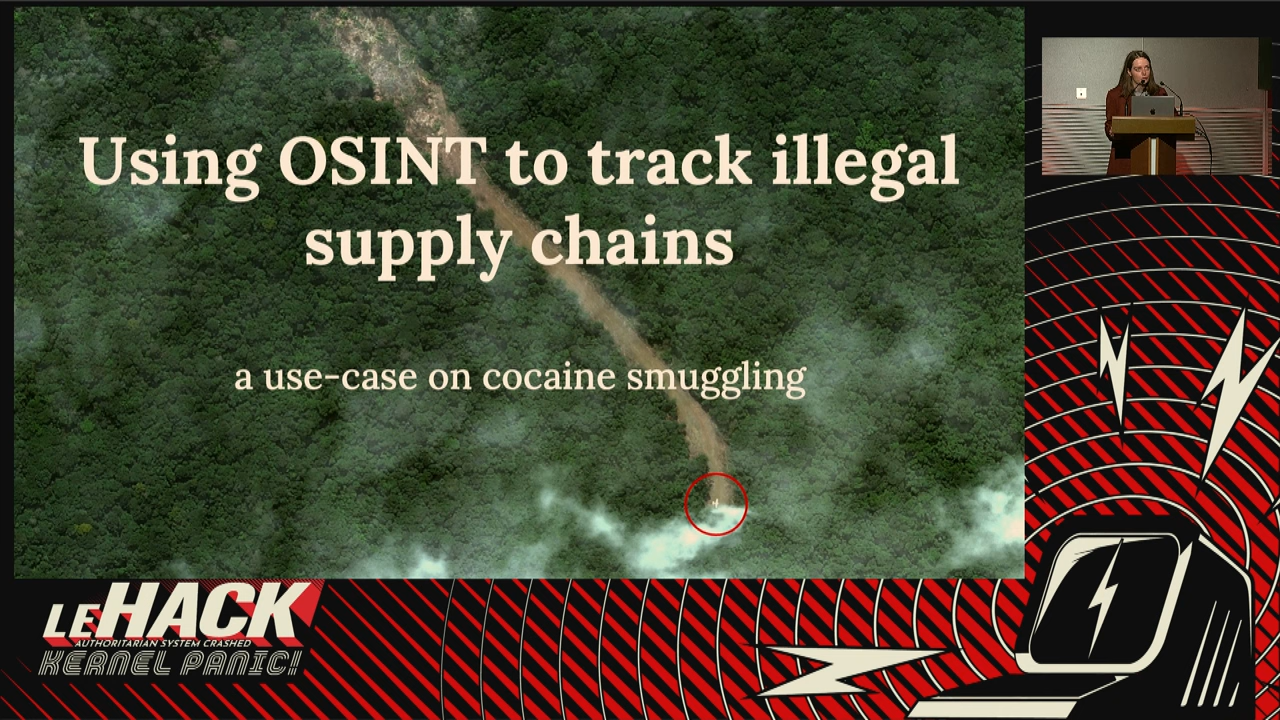 Using OSINT to track illegal
supply chains
a use-case on cocaine smuggling
LEHACK
AUTHORITARIAN SYSTEM CRASHED
KERNEL PANIC!